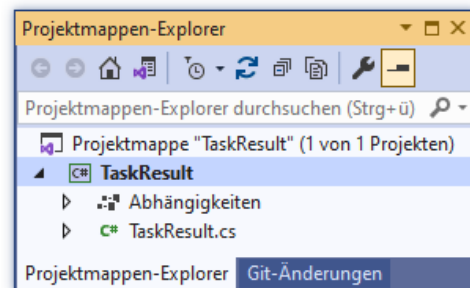 Projektmappen-Explorer
Projektmappen-Explorer durchsuchen (Strg+ü)
Projektmappe "TaskResult" (1 von 1 Projekten)
C# TaskResult
Abhängigkeiten
C# TaskResult.cs
Projektmappen-Explorer Git-Änderungen